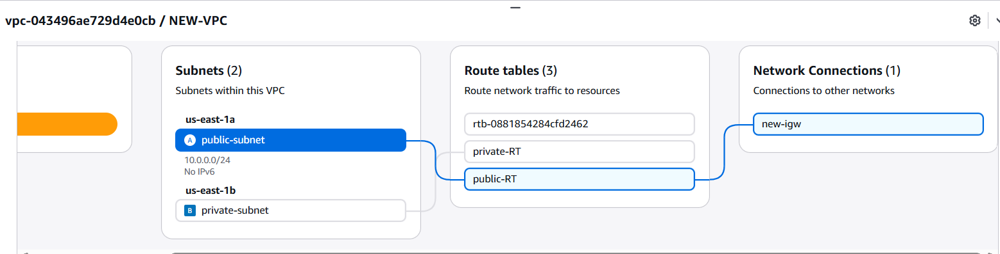 vpc-043496ae729d4e0cb / NEW-VPC
Subnets (2)
Subnets within this VPC
us-east-1a
A public-subnet
10.0.0.0/24
No IPv6
us-east-1b
B private-subnet
Route tables (3)
Route network traffic to resources
rtb-0881854284cfd2462
private-RT
public-RT
Network Connections (1)
Connections to other networks
new-igw